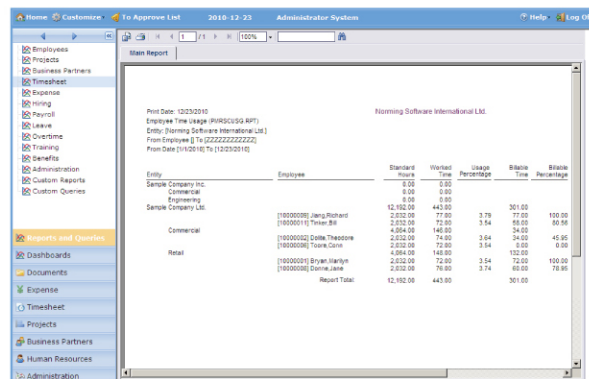 Home Customize To Approve List 2010-12-23 Administrator System Help Log O
Employees
Projects
Business Partners
Timesheet
Expense
Hiring
Payroll
Leave
Overtime
Training
Benefits
Administration
Custom Reports
Custom Queries
Reports and Queries
Dashboards
Documents
Expense
Timesheet
Projects
Business Partners
Human Resources
Administration
1 /1 100%
Main Report
Print Date: 12/23/2010 Norming Software International Ltd.
Employee Time Usage (PMRSCUSG.RPT)
Entity: [Norming Software International Ltd.]
From Employee [] To [ZZZZZZZZZZZZ]
From Date [1/1/2010] To [12/23/2010]
Entity Employee Standard Hours Worked Time Usage Percentage Billable Time Billable Percentage
Sample Company Inc. 0.00 0.00
Commercial 0.00 0.00
Engineering 0.00 0.00
Sample Company Ltd. 12,192.00 443.00 301.00
[10000009] Jiang,Richard 2,032.00 77.00 3.79 77.00 100.00
[10000011] Tinker,Bill 2,032.00 72.00 3.54 58.00 80.56
Commercial 4,064.00 146.00 34.00
[10000002] Dolite,Theodore 2,032.00 74.00 3.64 34.00 45.95
[10000006] Toore,Conn 2,032.00 72.00 3.54 0.00 0.00
Retail 4,064.00 148.00 132.00
[10000001] Bryan,Marilyn 2,032.00 72.00 3.54 72.00 100.00
[10000008] Donne,Jane 2,032.00 76.00 3.74 60.00 78.95
Report Total: 12,192.00 443.00 301.00